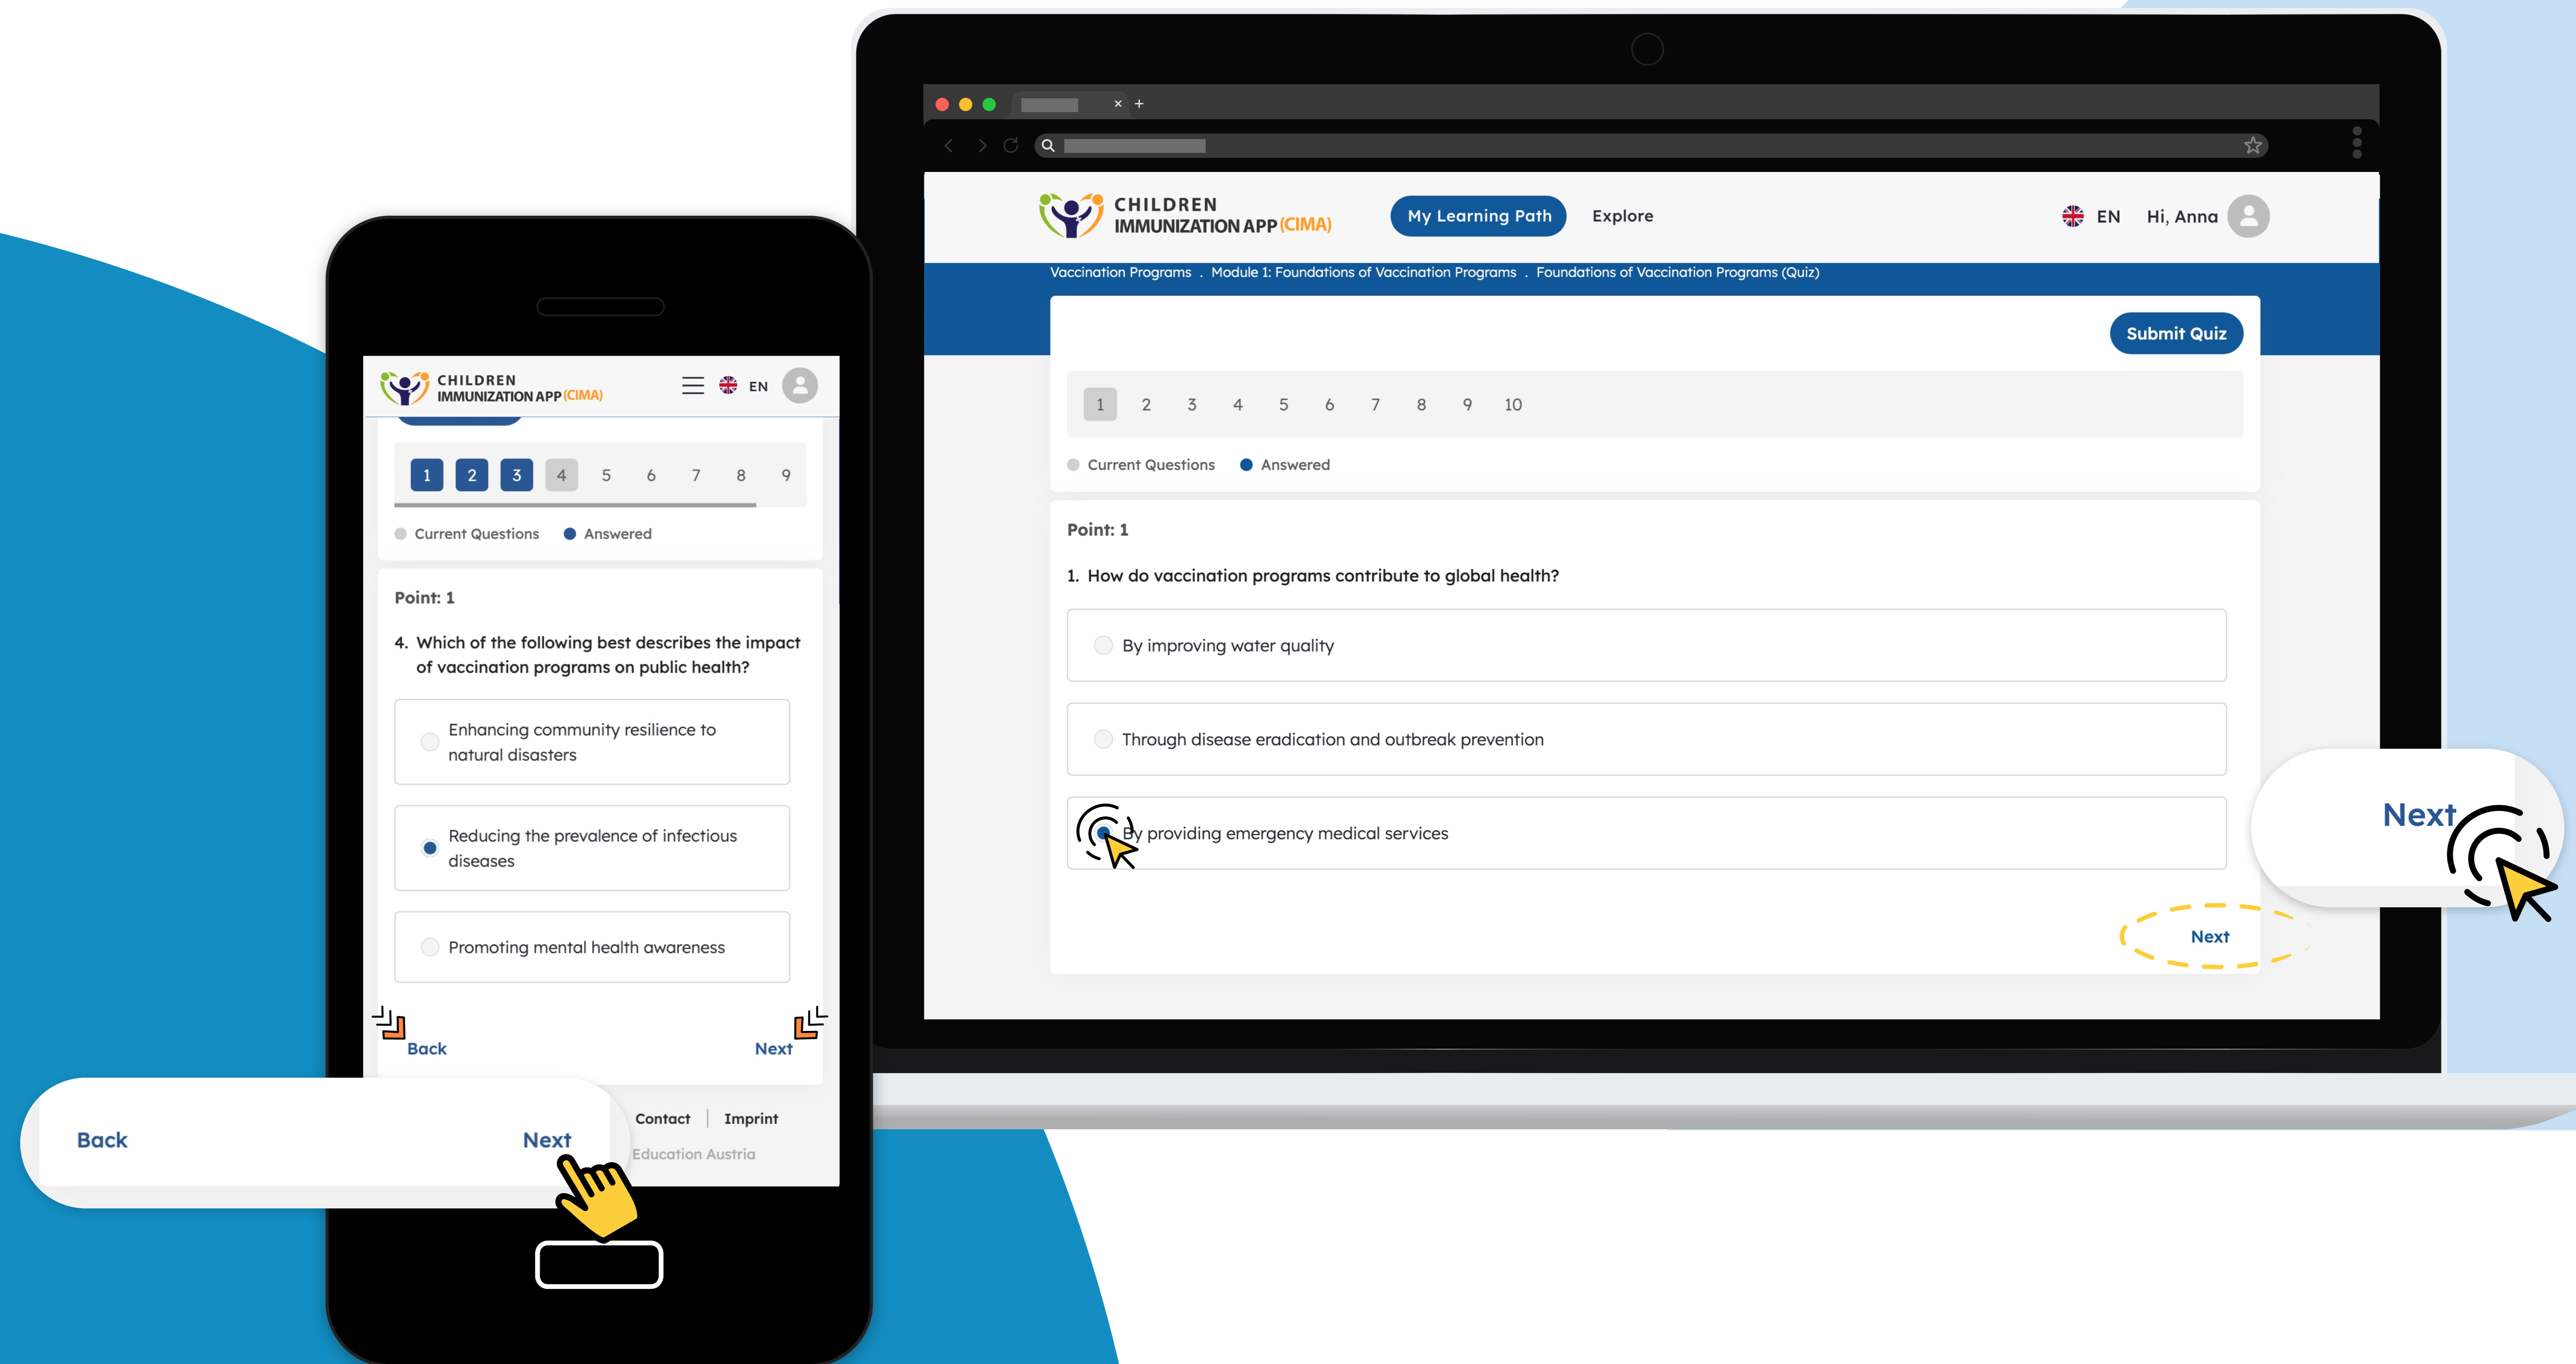 CHILDREN
IMMUNIZATION APP (CIMA)
EN
1 2 3 4 5 6 7 8 9
Current Questions Answered
Point: 1
4. Which of the following best describes the impact
of vaccination programs on public health?
Enhancing community resilience to
natural disasters
Reducing the prevalence of infectious
diseases
Promoting mental health awareness
Back Next
Back Next
Contact | Imprint
Education Austria
CHILDREN
IMMUNIZATION APP (CIMA)
My Learning Path Explore
EN Hi, Anna
Vaccination Programs . Module 1: Foundations of Vaccination Programs . Foundations of Vaccination Programs (Quiz)
Submit Quiz
1 2 3 4 5 6 7 8 9 10
Current Questions Answered
Point: 1
1. How do vaccination programs contribute to global health?
By improving water quality
Through disease eradication and outbreak prevention
By providing emergency medical services
Next
Next